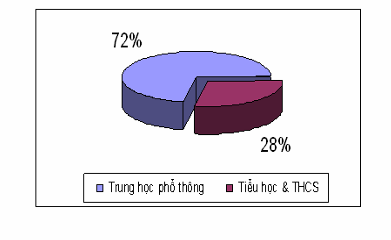 72%
28%
Trung học phổ thông
Tiểu học & THCS